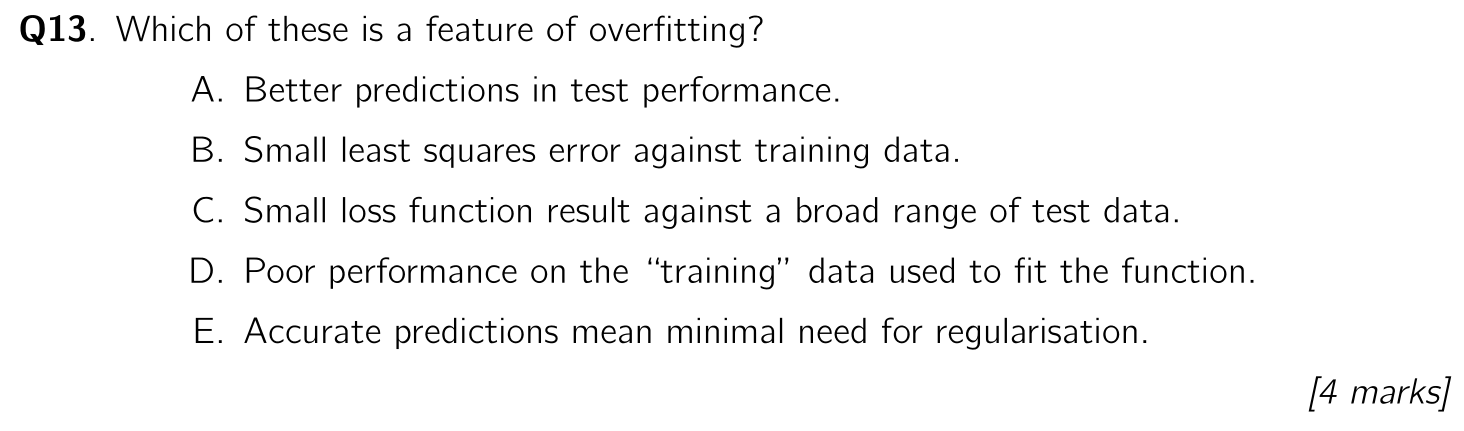 Q13. Which of these is a feature of overfitting?
A. Better predictions in test performance.
B. Small least squares error against training data.
C. Small loss function result against a broad range of test data.
D. Poor performance on the “training” data used to fit the function.
E. Accurate predictions mean minimal need for regularisation.
[4 marks]